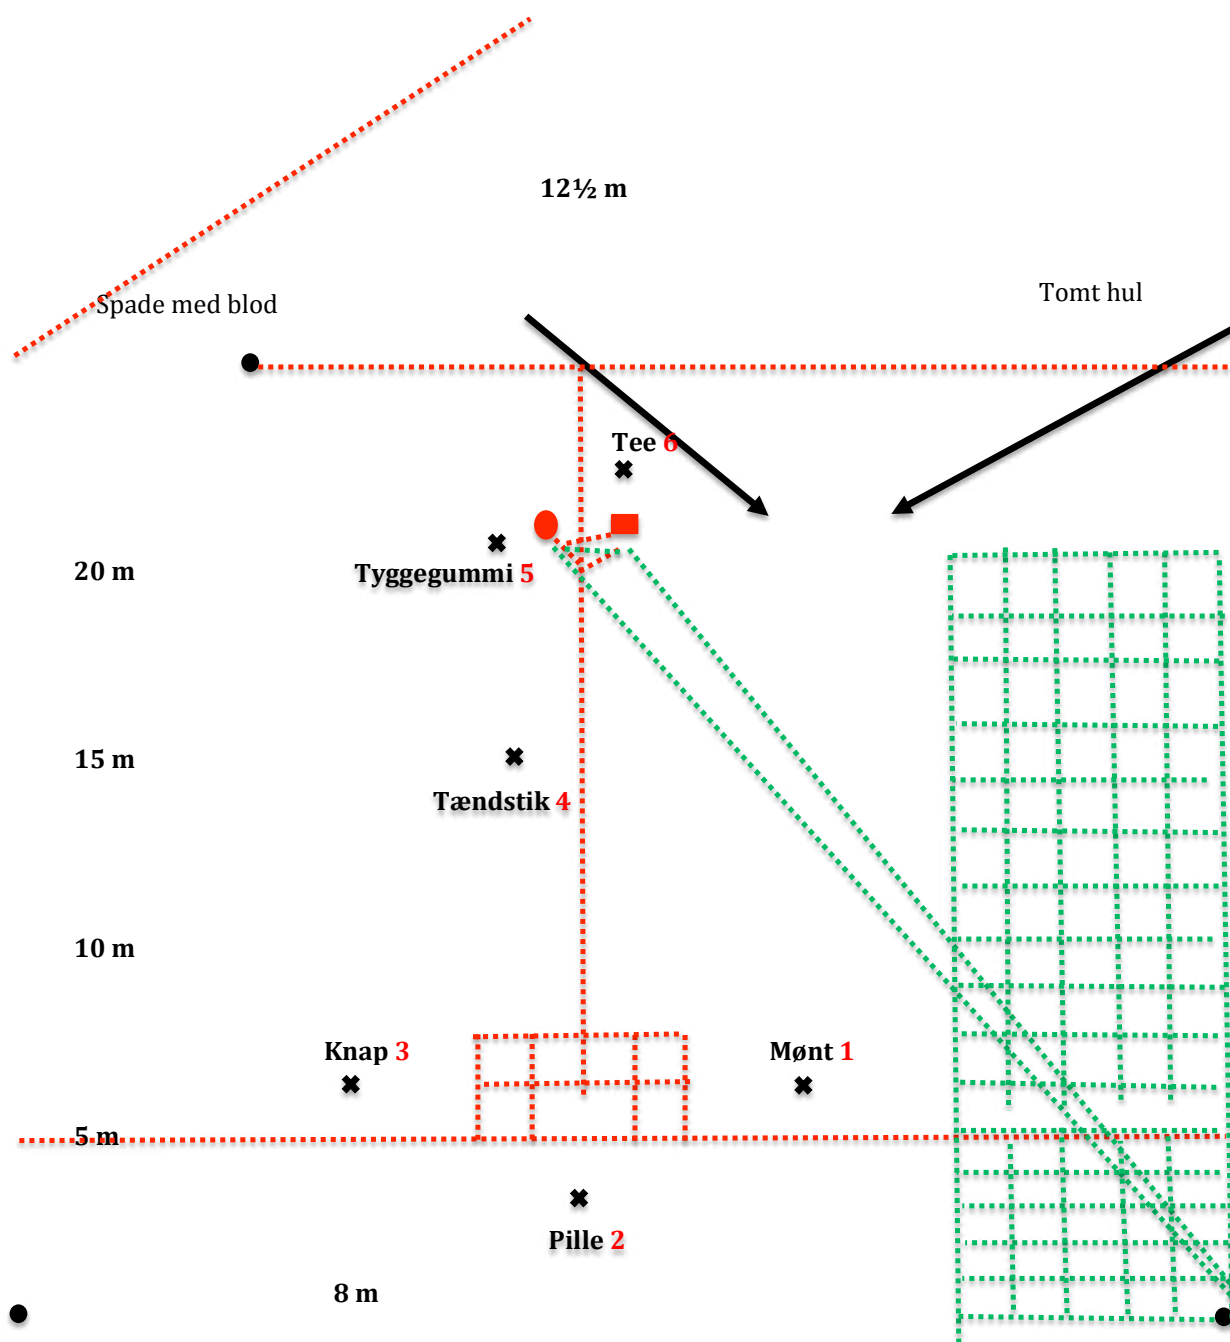 12½ m
Spade med blod
Tomt hul
Tee 6
Tyggegummi 5
20 m
15 m
Tændstik 4
10 m
Knap 3
Mønt 1
5 m
Pille 2
8 m